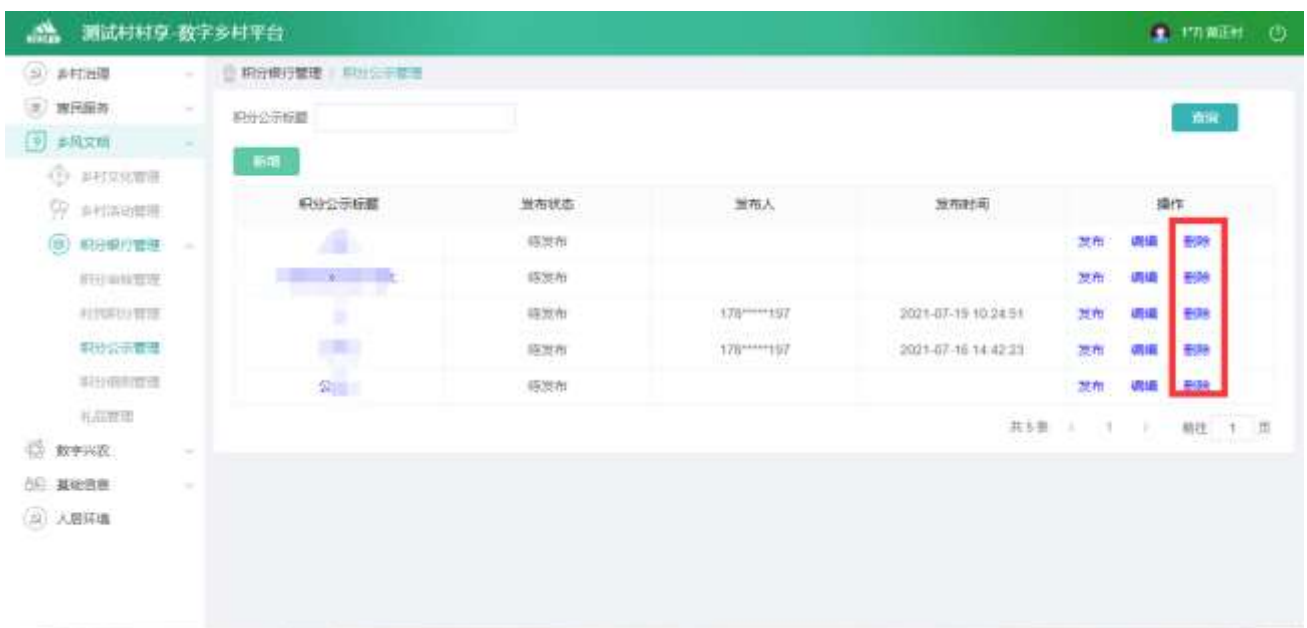 测试村村享-数字乡村平台
乡村治理
惠民服务
乡风文明
乡村文化管理
乡村活动管理
积分银行管理
积分审核管理
村民积分管理
积分公示管理
积分细则管理
礼品管理
数字兴农
基础信息
人居环境
积分银行管理 / 积分公示管理
积分公示标题
查询
新增
积分公示标题 发布状态 发布人 发布时间 操作
待发布 发布 编辑 删除
待发布 发布 编辑 删除
待发布 178*****197 2021-07-19 10:24:51 发布 编辑 删除
待发布 178*****197 2021-07-16 14:42:23 发布 编辑 删除
公 待发布 发布 编辑 删除
共 5 条 < 1 > 前往 1 页